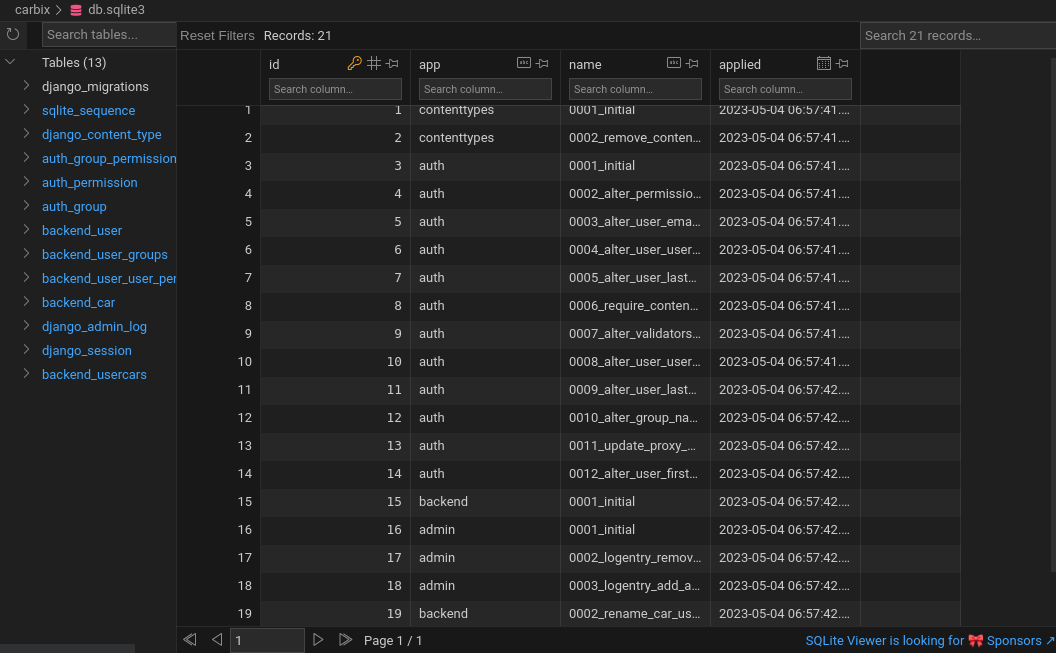 carbix > db.sqlite3
Search tables...
Reset Filters Records: 21 Search 21 records...
Tables (13)
django_migrations
sqlite_sequence
django_content_type
auth_group_permission
auth_permission
auth_group
backend_user
backend_user_groups
backend_user_user_per
backend_car
django_admin_log
django_session
backend_usercars
id app name applied
Search column... Search column... Search column... Search column...
1 1 contenttypes 0001_initial 2023-05-04 06:57:41....
2 2 contenttypes 0002_remove_conten... 2023-05-04 06:57:41....
3 3 auth 0001_initial 2023-05-04 06:57:41....
4 4 auth 0002_alter_permissio... 2023-05-04 06:57:41....
5 5 auth 0003_alter_user_ema... 2023-05-04 06:57:41....
6 6 auth 0004_alter_user_user... 2023-05-04 06:57:41....
7 7 auth 0005_alter_user_last... 2023-05-04 06:57:41....
8 8 auth 0006_require_conten... 2023-05-04 06:57:41....
9 9 auth 0007_alter_validators... 2023-05-04 06:57:41....
10 10 auth 0008_alter_user_user... 2023-05-04 06:57:41....
11 11 auth 0009_alter_user_last... 2023-05-04 06:57:42....
12 12 auth 0010_alter_group_na... 2023-05-04 06:57:42....
13 13 auth 0011_update_proxy_... 2023-05-04 06:57:42....
14 14 auth 0012_alter_user_first... 2023-05-04 06:57:42....
15 15 backend 0001_initial 2023-05-04 06:57:42....
16 16 admin 0001_initial 2023-05-04 06:57:42....
17 17 admin 0002_logentry_remov... 2023-05-04 06:57:42....
18 18 admin 0003_logentry_add_a... 2023-05-04 06:57:42....
19 19 backend 0002_rename_car_us... 2023-05-04 06:57:42....
1 Page 1 / 1 SQLite Viewer is looking for 🎀 Sponsors ↗